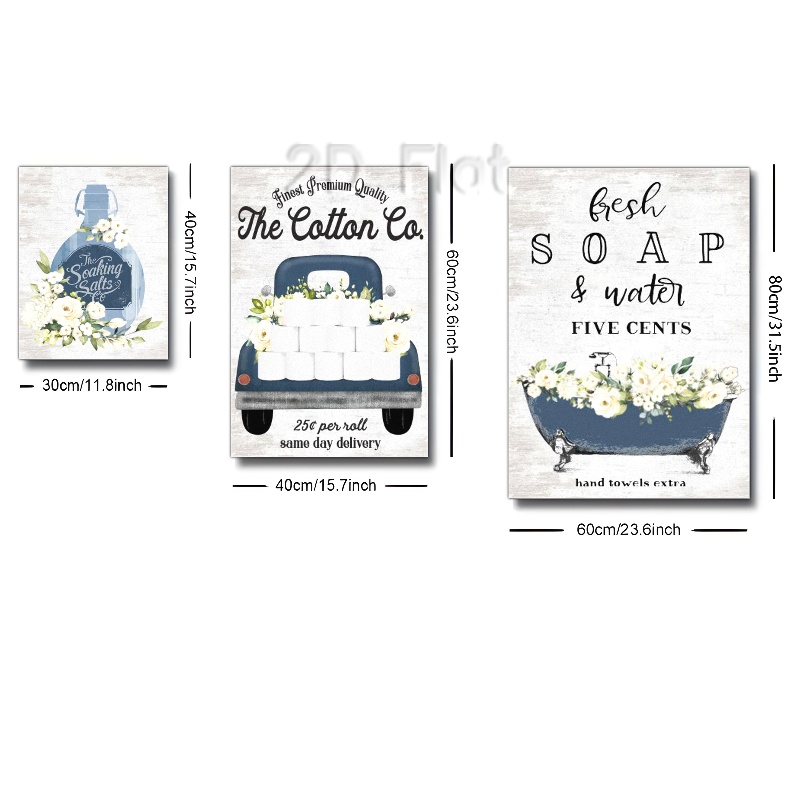 2D Flat
The
Soaking
Salts
Co
40cm/15.7inch
30cm/11.8inch
Finest Premium Quality
The Cotton Co.
25¢ per roll
same day delivery
60cm/23.6inch
40cm/15.7inch
fresh
SOAP
& water
FIVE CENTS
hand towels extra
80cm/31.5inch
60cm/23.6inch